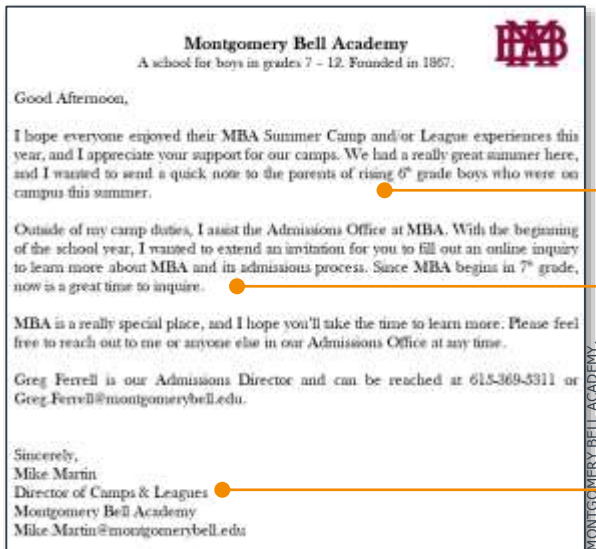 MBA
Montgomery Bell Academy
A school for boys in grades 7 – 12. Founded in 1867.
Good Afternoon,
I hope everyone enjoyed their MBA Summer Camp and/or League experiences this
year, and I appreciate your support for our camps. We had a really great summer here,
and I wanted to send a quick note to the parents of rising 6th grade boys who were on
campus this summer.
Outside of my camp duties, I assist the Admissions Office at MBA. With the beginning
of the school year, I wanted to extend an invitation for you to fill out an online inquiry
to learn more about MBA and its admissions process. Since MBA begins in 7th grade,
now is a great time to inquire.
MBA is a really special place, and I hope you'll take the time to learn more. Please feel
free to reach out to me or anyone else in our Admissions Office at any time.
Greg Ferrell is our Admissions Director and can be reached at 615-369-5311 or
Greg.Ferrell@montgomerybell.edu.
Sincerely,
Mike Martin
Director of Camps & Leagues
Montgomery Bell Academy
Mike.Martin@montgomerybell.edu
MONTGOMERY BELL ACADEMY.